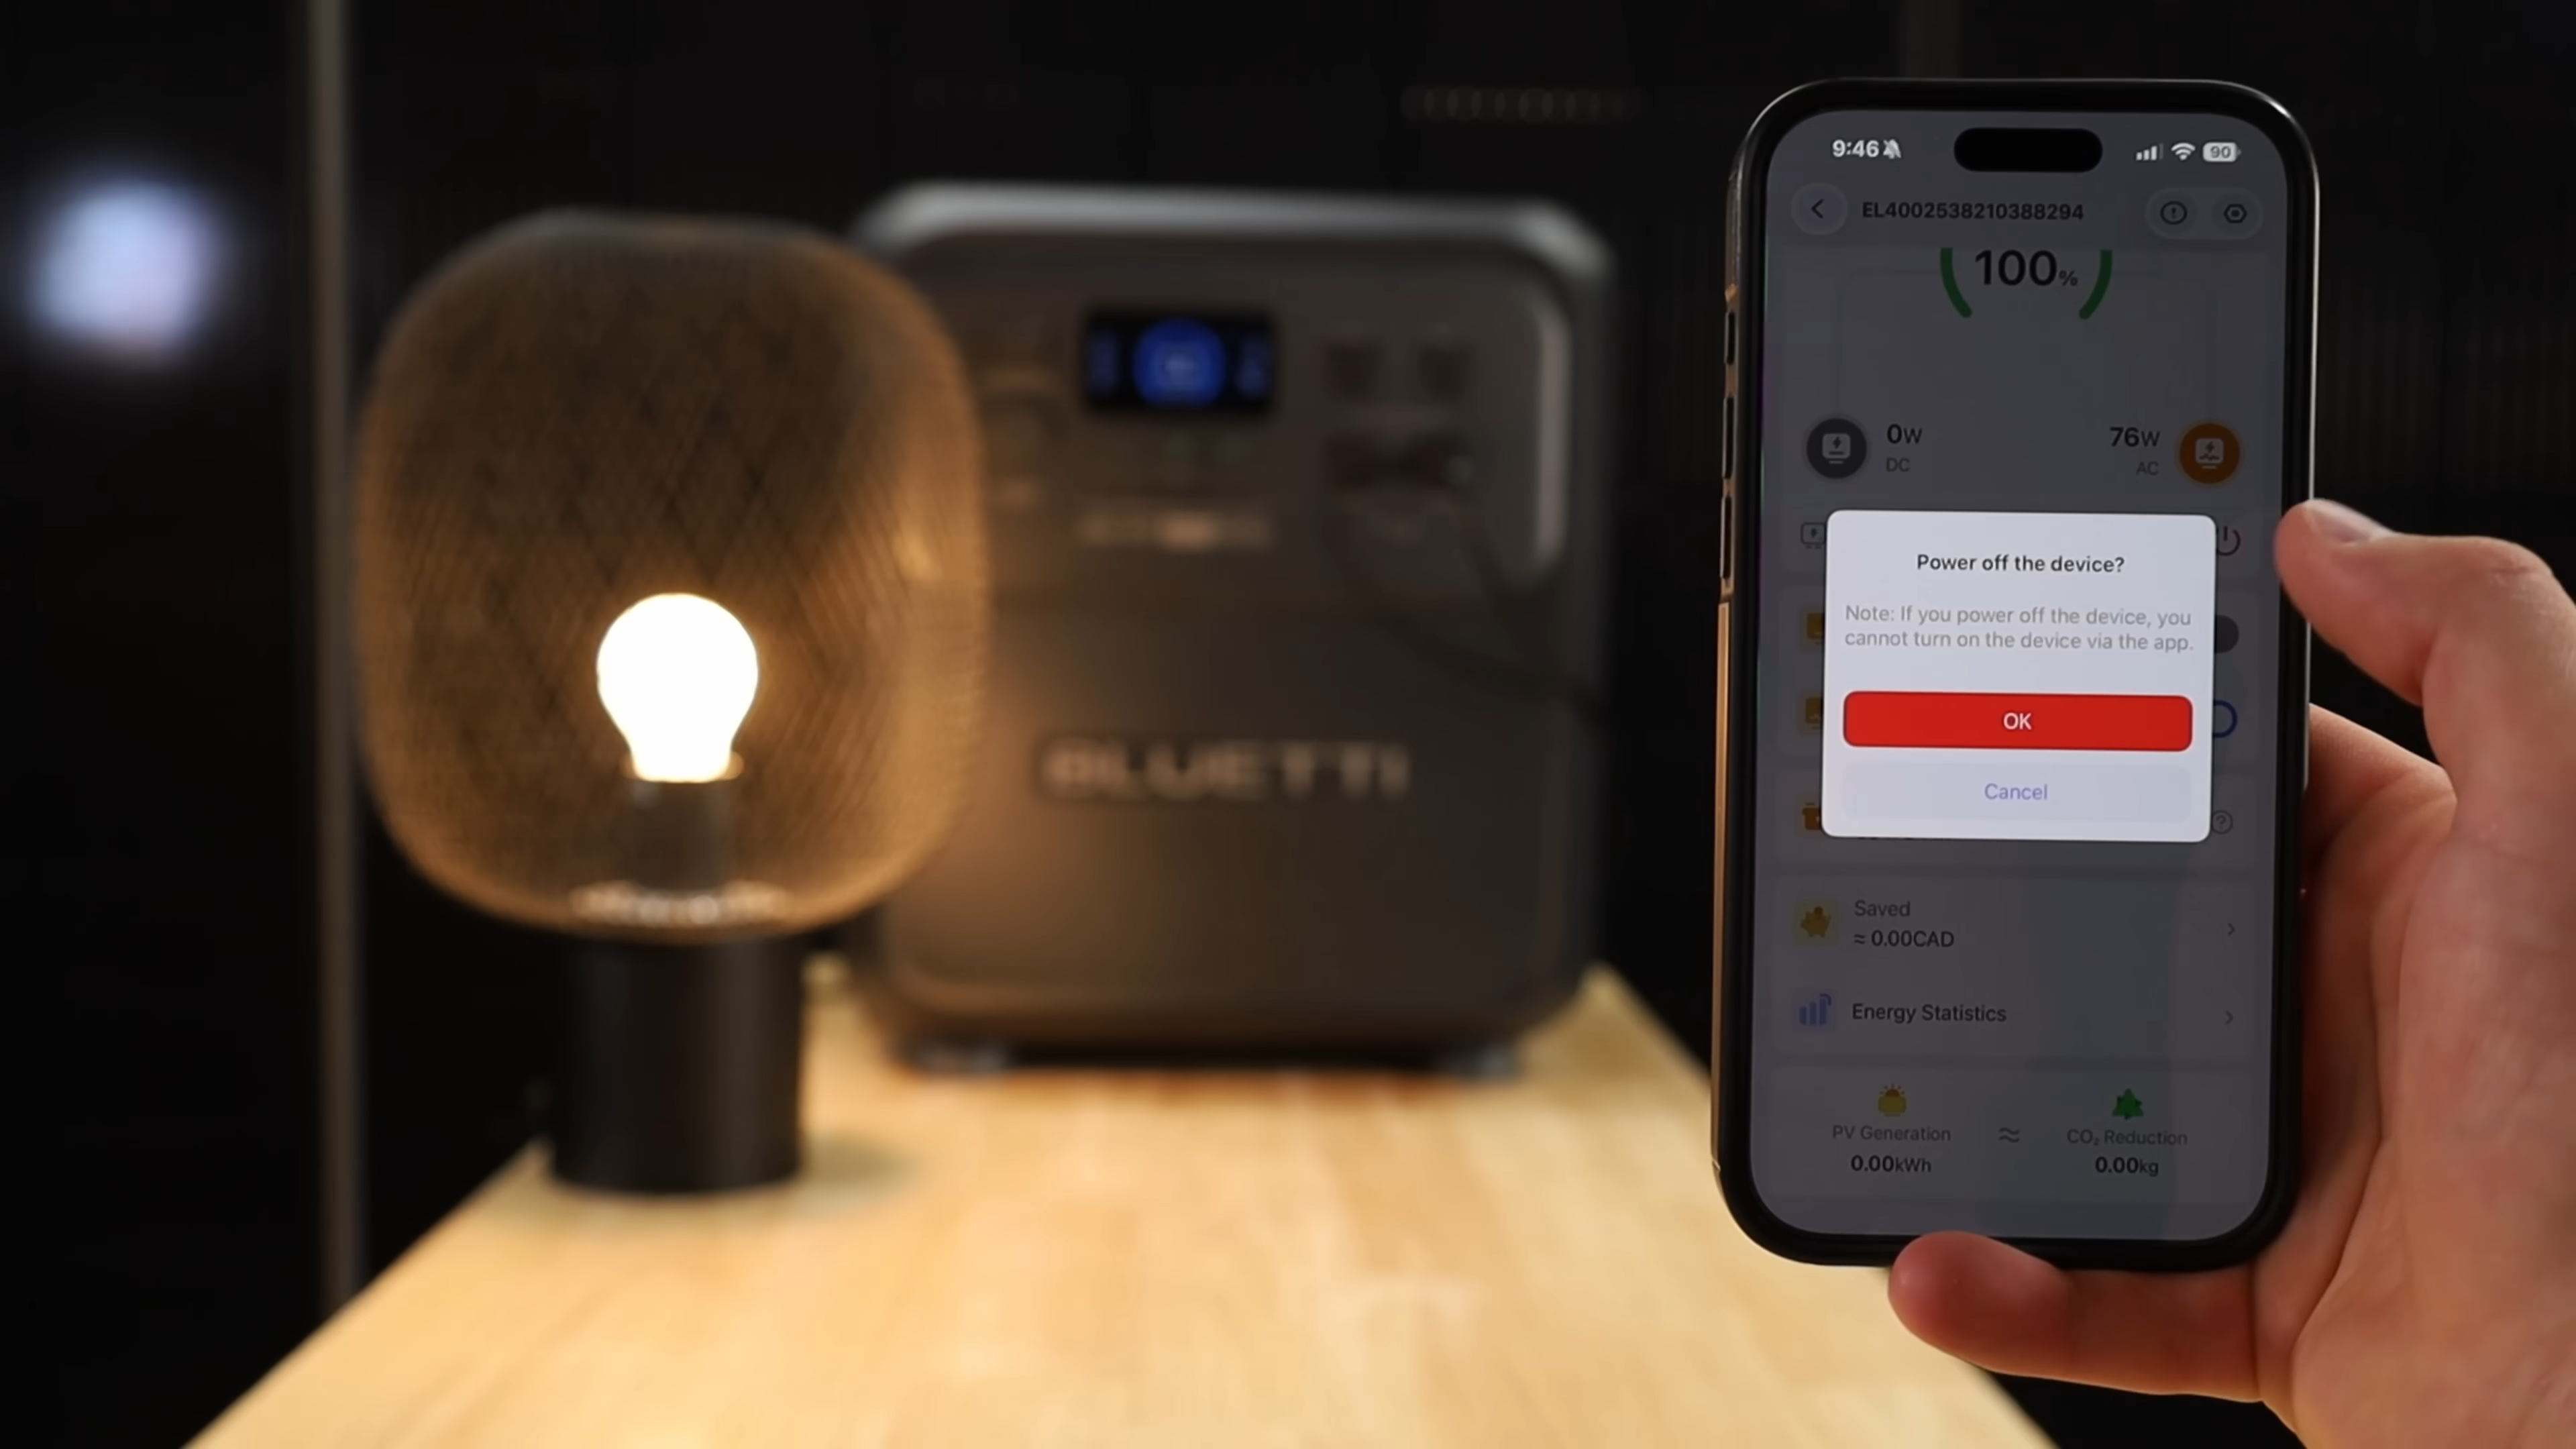 9:46
90
EL4002538210388294
100%
0W
DC
76W
AC
Power off the device?
Note: If you power off the device, you
cannot turn on the device via the app.
OK
Cancel
Saved
≈ 0.00CAD
Energy Statistics
PV Generation
≈
CO₂ Reduction
0.00kWh
0.00kg
BLUETTI